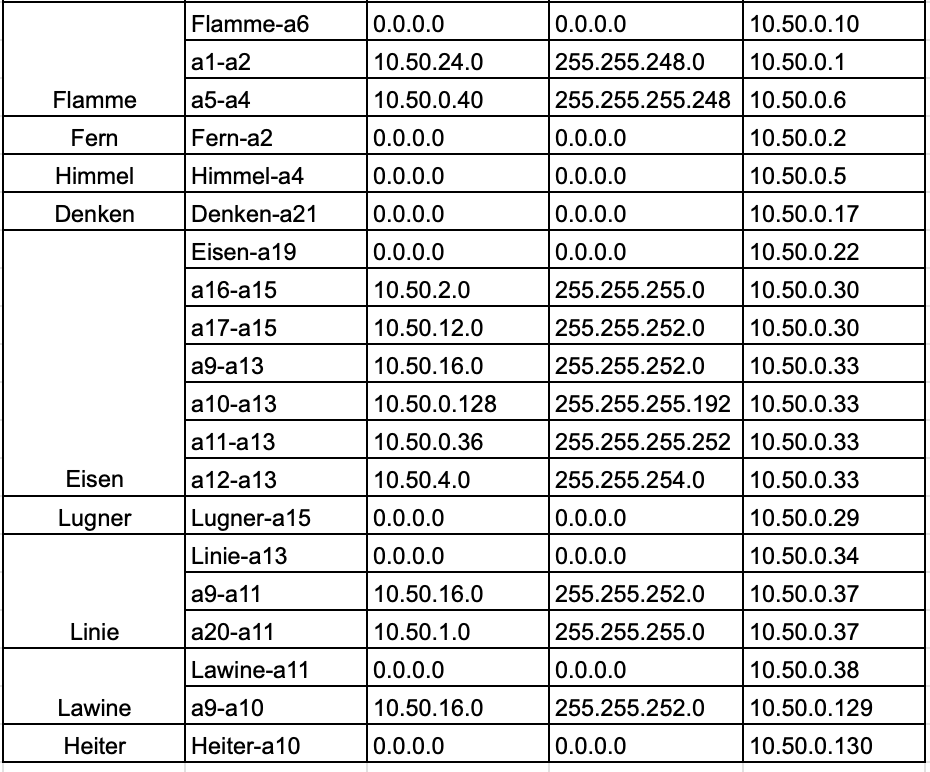 Flamme-a6 0.0.0.0 0.0.0.0 10.50.0.10
a1-a2 10.50.24.0 255.255.248.0 10.50.0.1
Flamme a5-a4 10.50.0.40 255.255.255.248 10.50.0.6
Fern Fern-a2 0.0.0.0 0.0.0.0 10.50.0.2
Himmel Himmel-a4 0.0.0.0 0.0.0.0 10.50.0.5
Denken Denken-a21 0.0.0.0 0.0.0.0 10.50.0.17
Eisen-a19 0.0.0.0 0.0.0.0 10.50.0.22
a16-a15 10.50.2.0 255.255.255.0 10.50.0.30
a17-a15 10.50.12.0 255.255.252.0 10.50.0.30
a9-a13 10.50.16.0 255.255.252.0 10.50.0.33
a10-a13 10.50.0.128 255.255.255.192 10.50.0.33
a11-a13 10.50.0.36 255.255.255.252 10.50.0.33
Eisen a12-a13 10.50.4.0 255.255.254.0 10.50.0.33
Lugner Lugner-a15 0.0.0.0 0.0.0.0 10.50.0.29
Linie-a13 0.0.0.0 0.0.0.0 10.50.0.34
a9-a11 10.50.16.0 255.255.252.0 10.50.0.37
Linie a20-a11 10.50.1.0 255.255.255.0 10.50.0.37
Lawine-a11 0.0.0.0 0.0.0.0 10.50.0.38
Lawine a9-a10 10.50.16.0 255.255.252.0 10.50.0.129
Heiter Heiter-a10 0.0.0.0 0.0.0.0 10.50.0.130